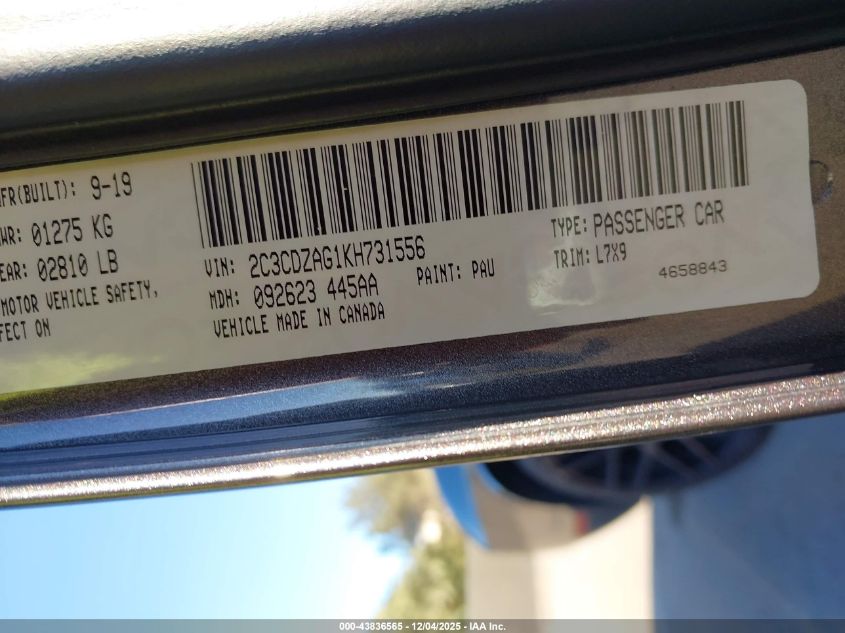 FR(BUILT): 9-19
WR: 01275 KG
EAR: 02810 LB
MOTOR VEHICLE SAFETY,
FECT ON
VIN: 2C3CDZAG1KH731556
MDH: 092623 445AA
PAINT: PAU
VEHICLE MADE IN CANADA
TYPE: PASSENGER CAR
TRIM: L7X9
4658843
000-43836565 - 12/04/2025 - IAA Inc.